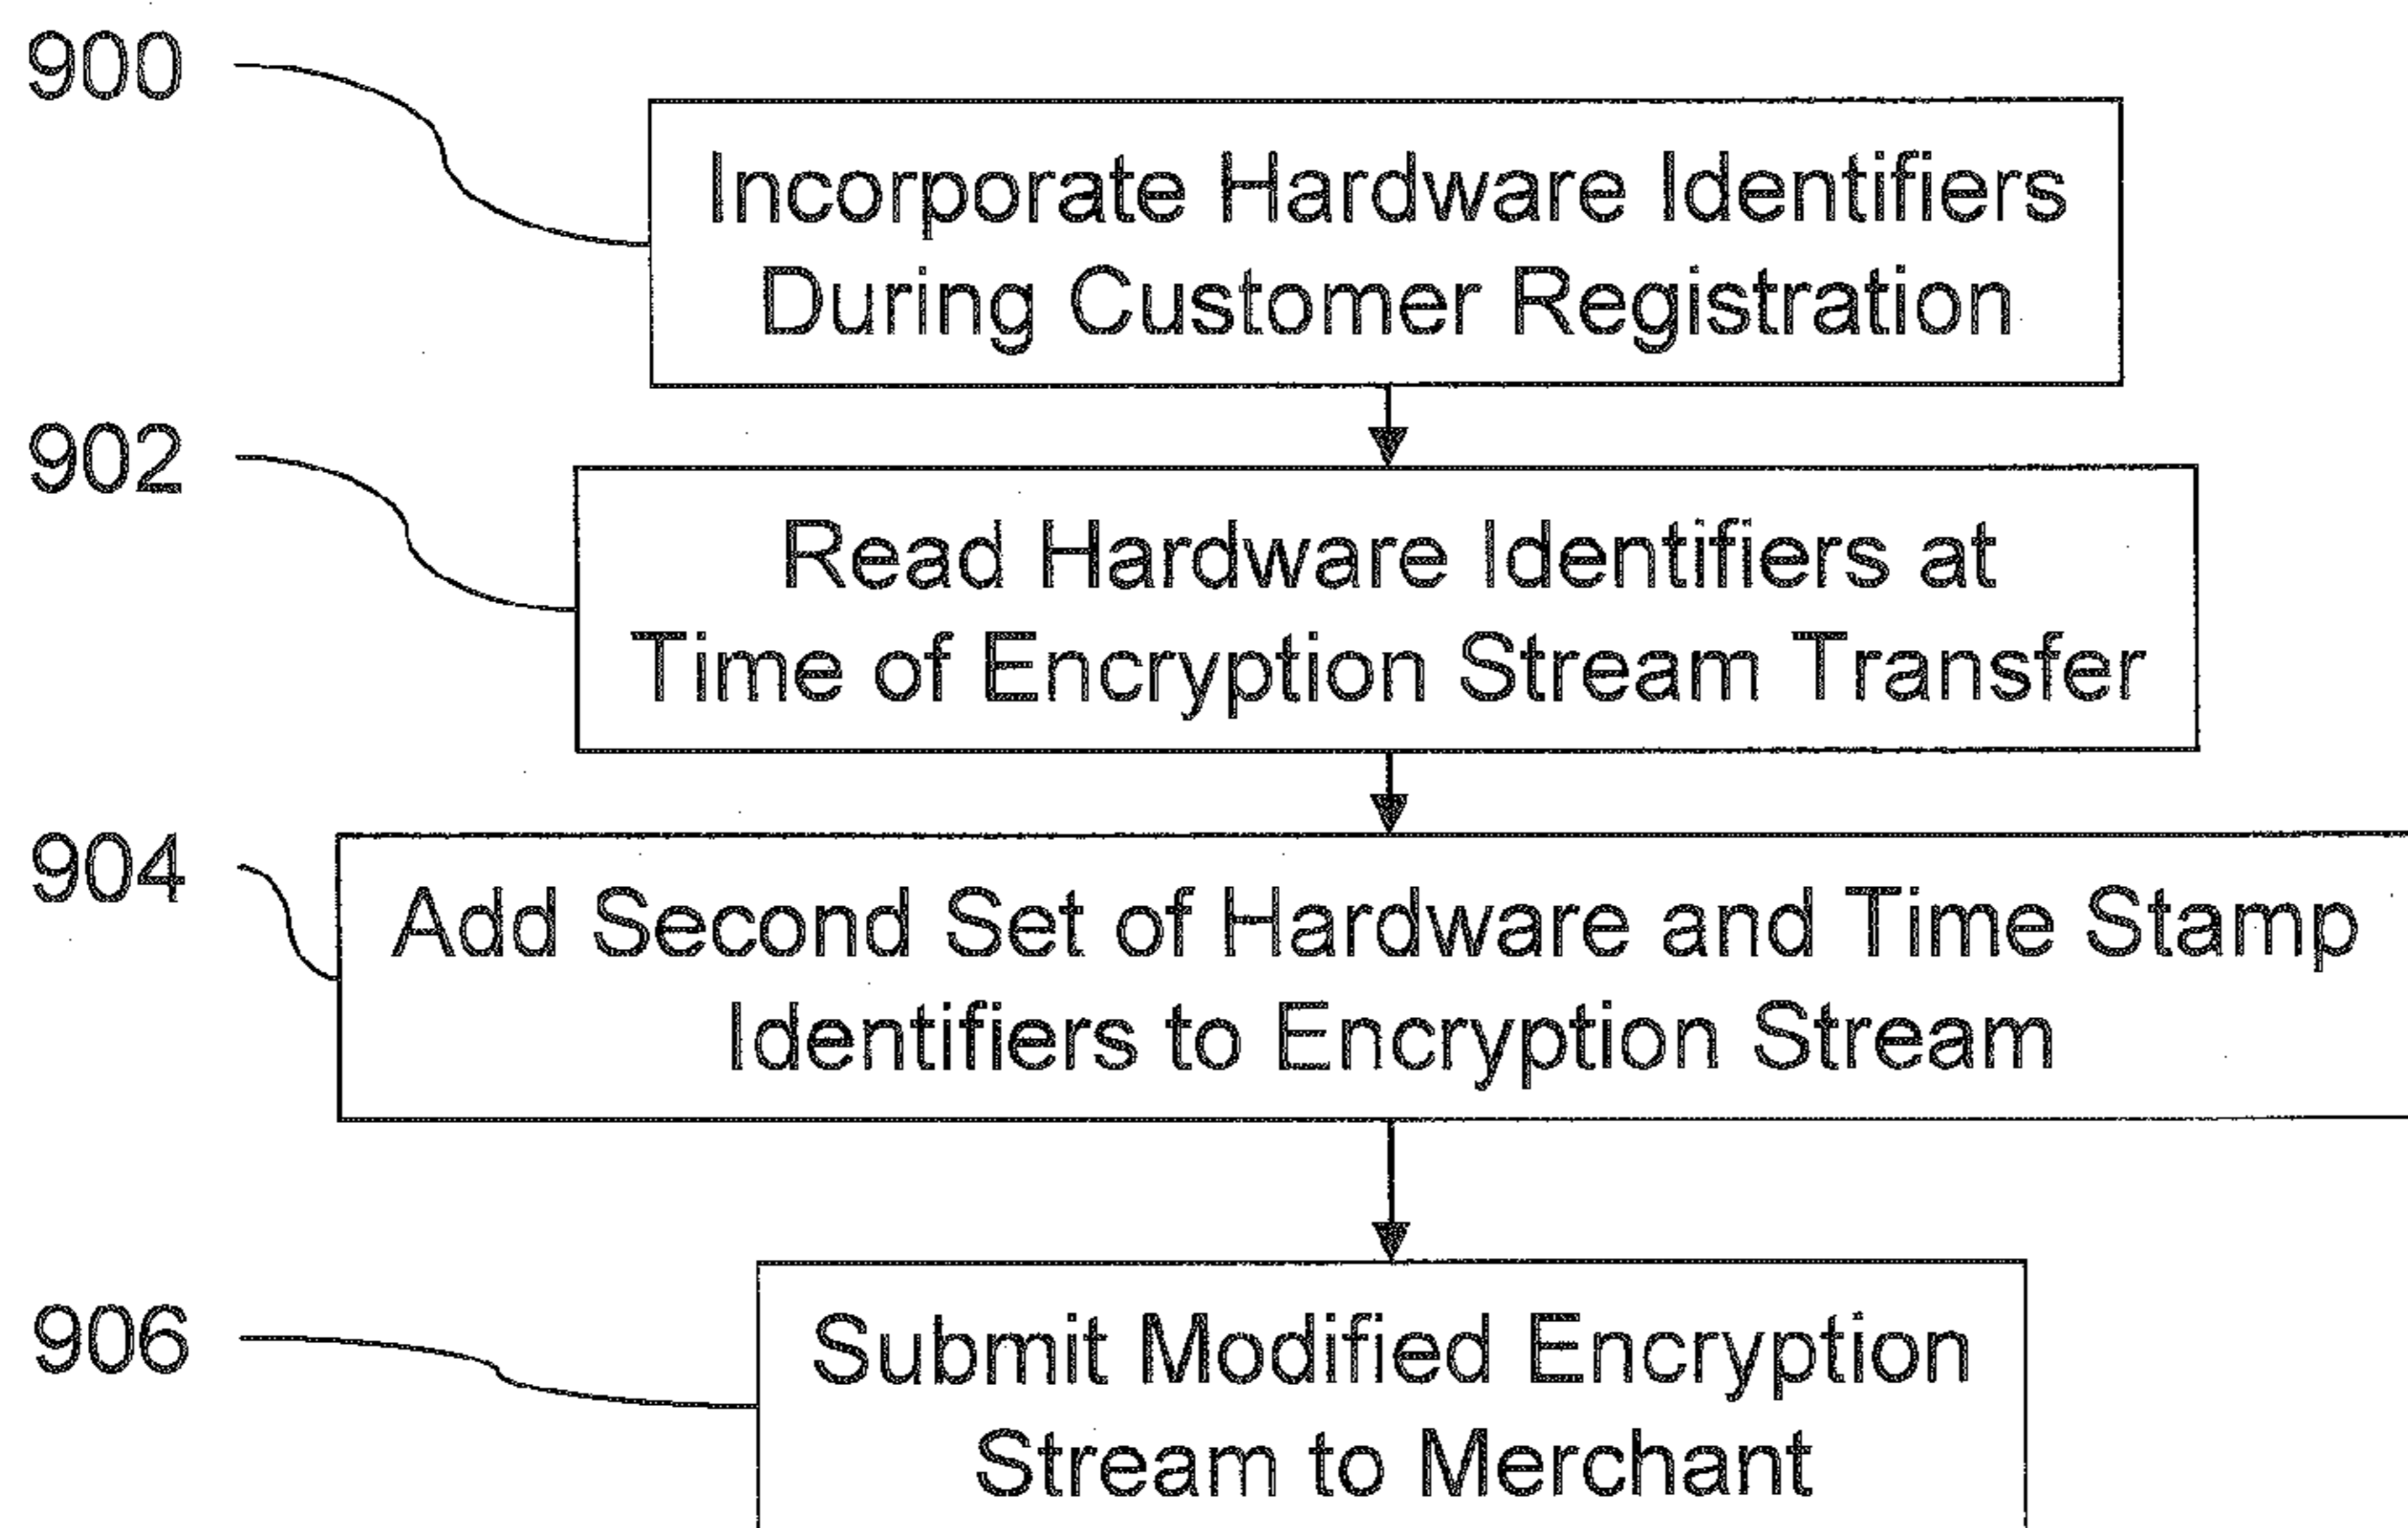 900
Incorporate Hardware Identifiers
During Customer Registration
902
Read Hardware Identifiers at
Time of Encryption Stream Transfer
904
Add Second Set of Hardware and Time Stamp
Identifiers to Encryption Stream
906
Submit Modified Encryption
Stream to Merchant